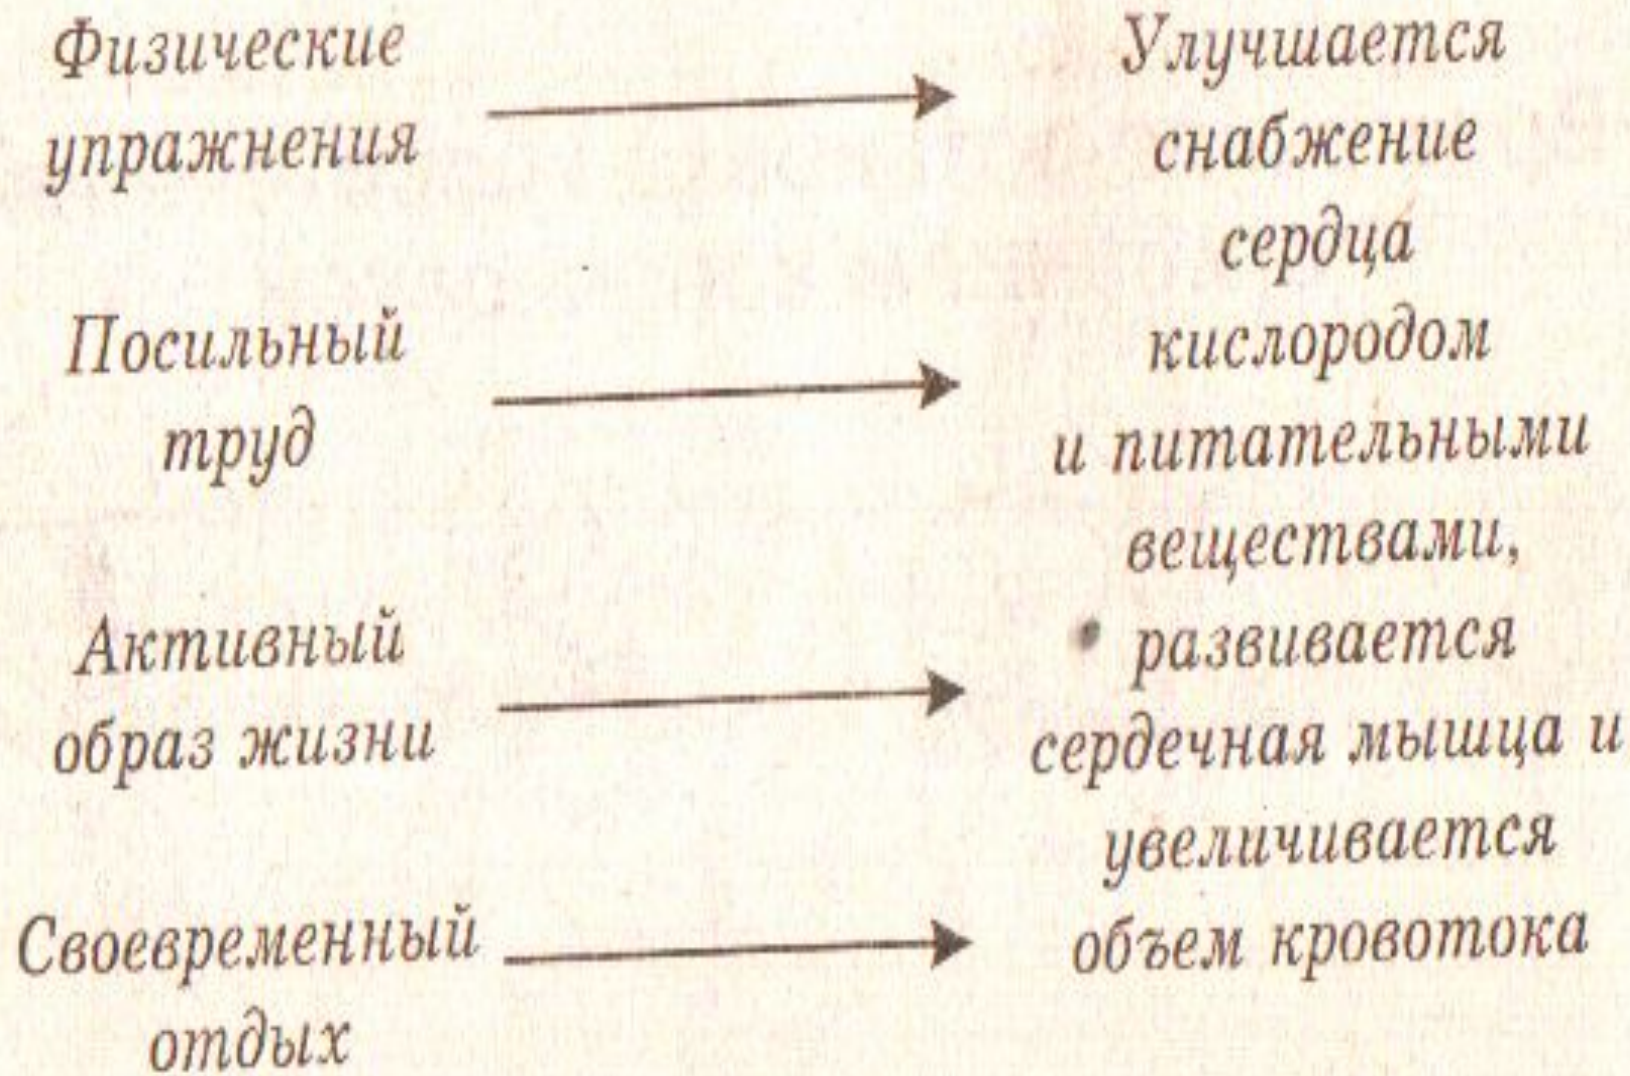 Физические
упражнения
Посильный
труд
Активный
образ жизни
Своевременный
отдых
Улучшается
снабжение
сердца
кислородом
и питательными
веществами,
развивается
сердечная мышца и
увеличивается
объем кровотока